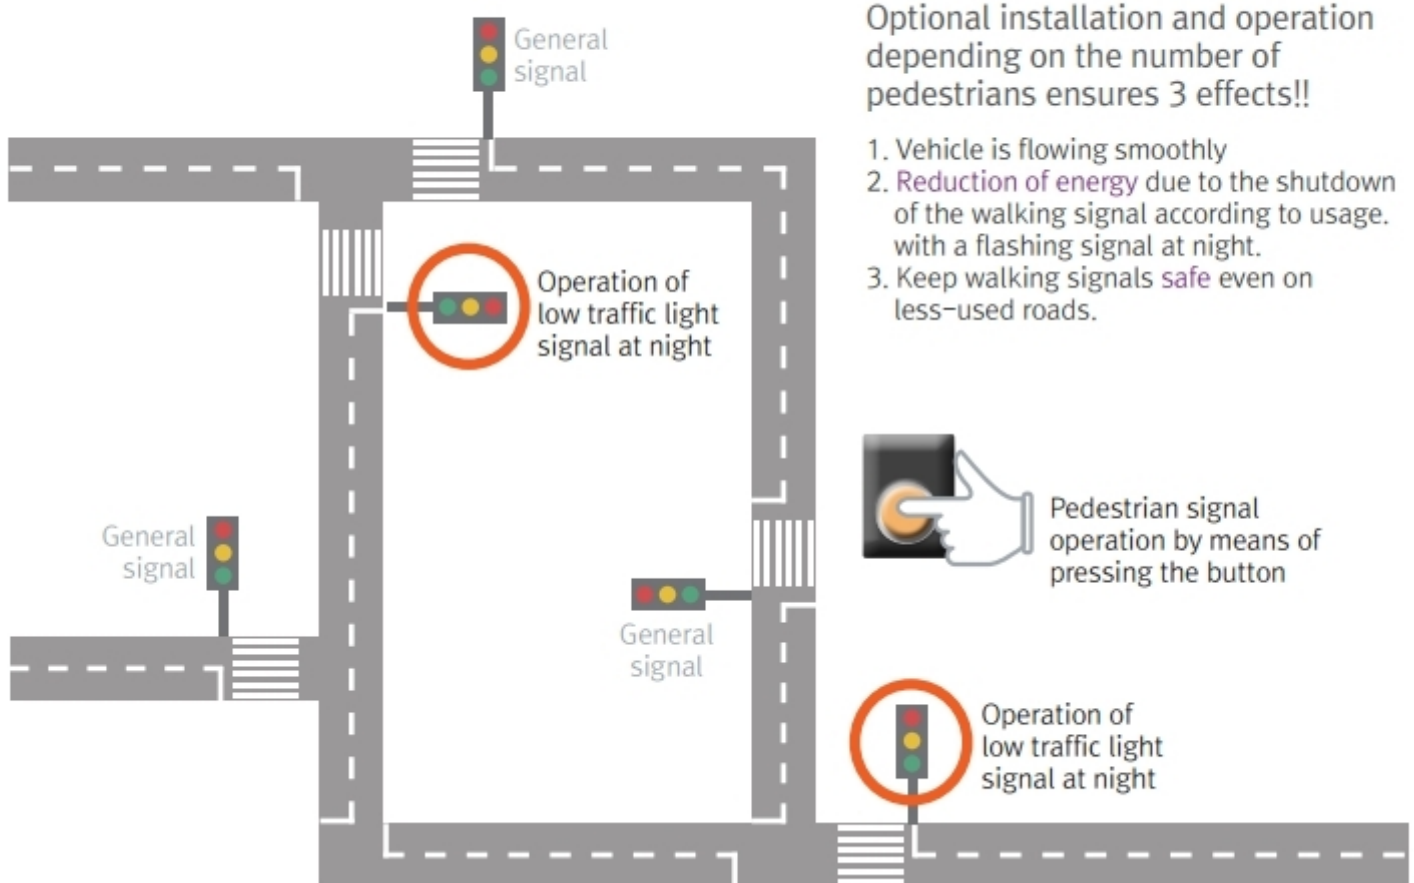 General
signal
Optional installation and operation
depending on the number of
pedestrians ensures 3 effects!!
1. Vehicle is flowing smoothly
2. Reduction of energy due to the shutdown
of the walking signal according to usage.
with a flashing signal at night.
3. Keep walking signals safe even on
less-used roads.
Operation of
low traffic light
signal at night
General
signal
Pedestrian signal
operation by means of
pressing the button
General
signal
Operation of
low traffic light
signal at night